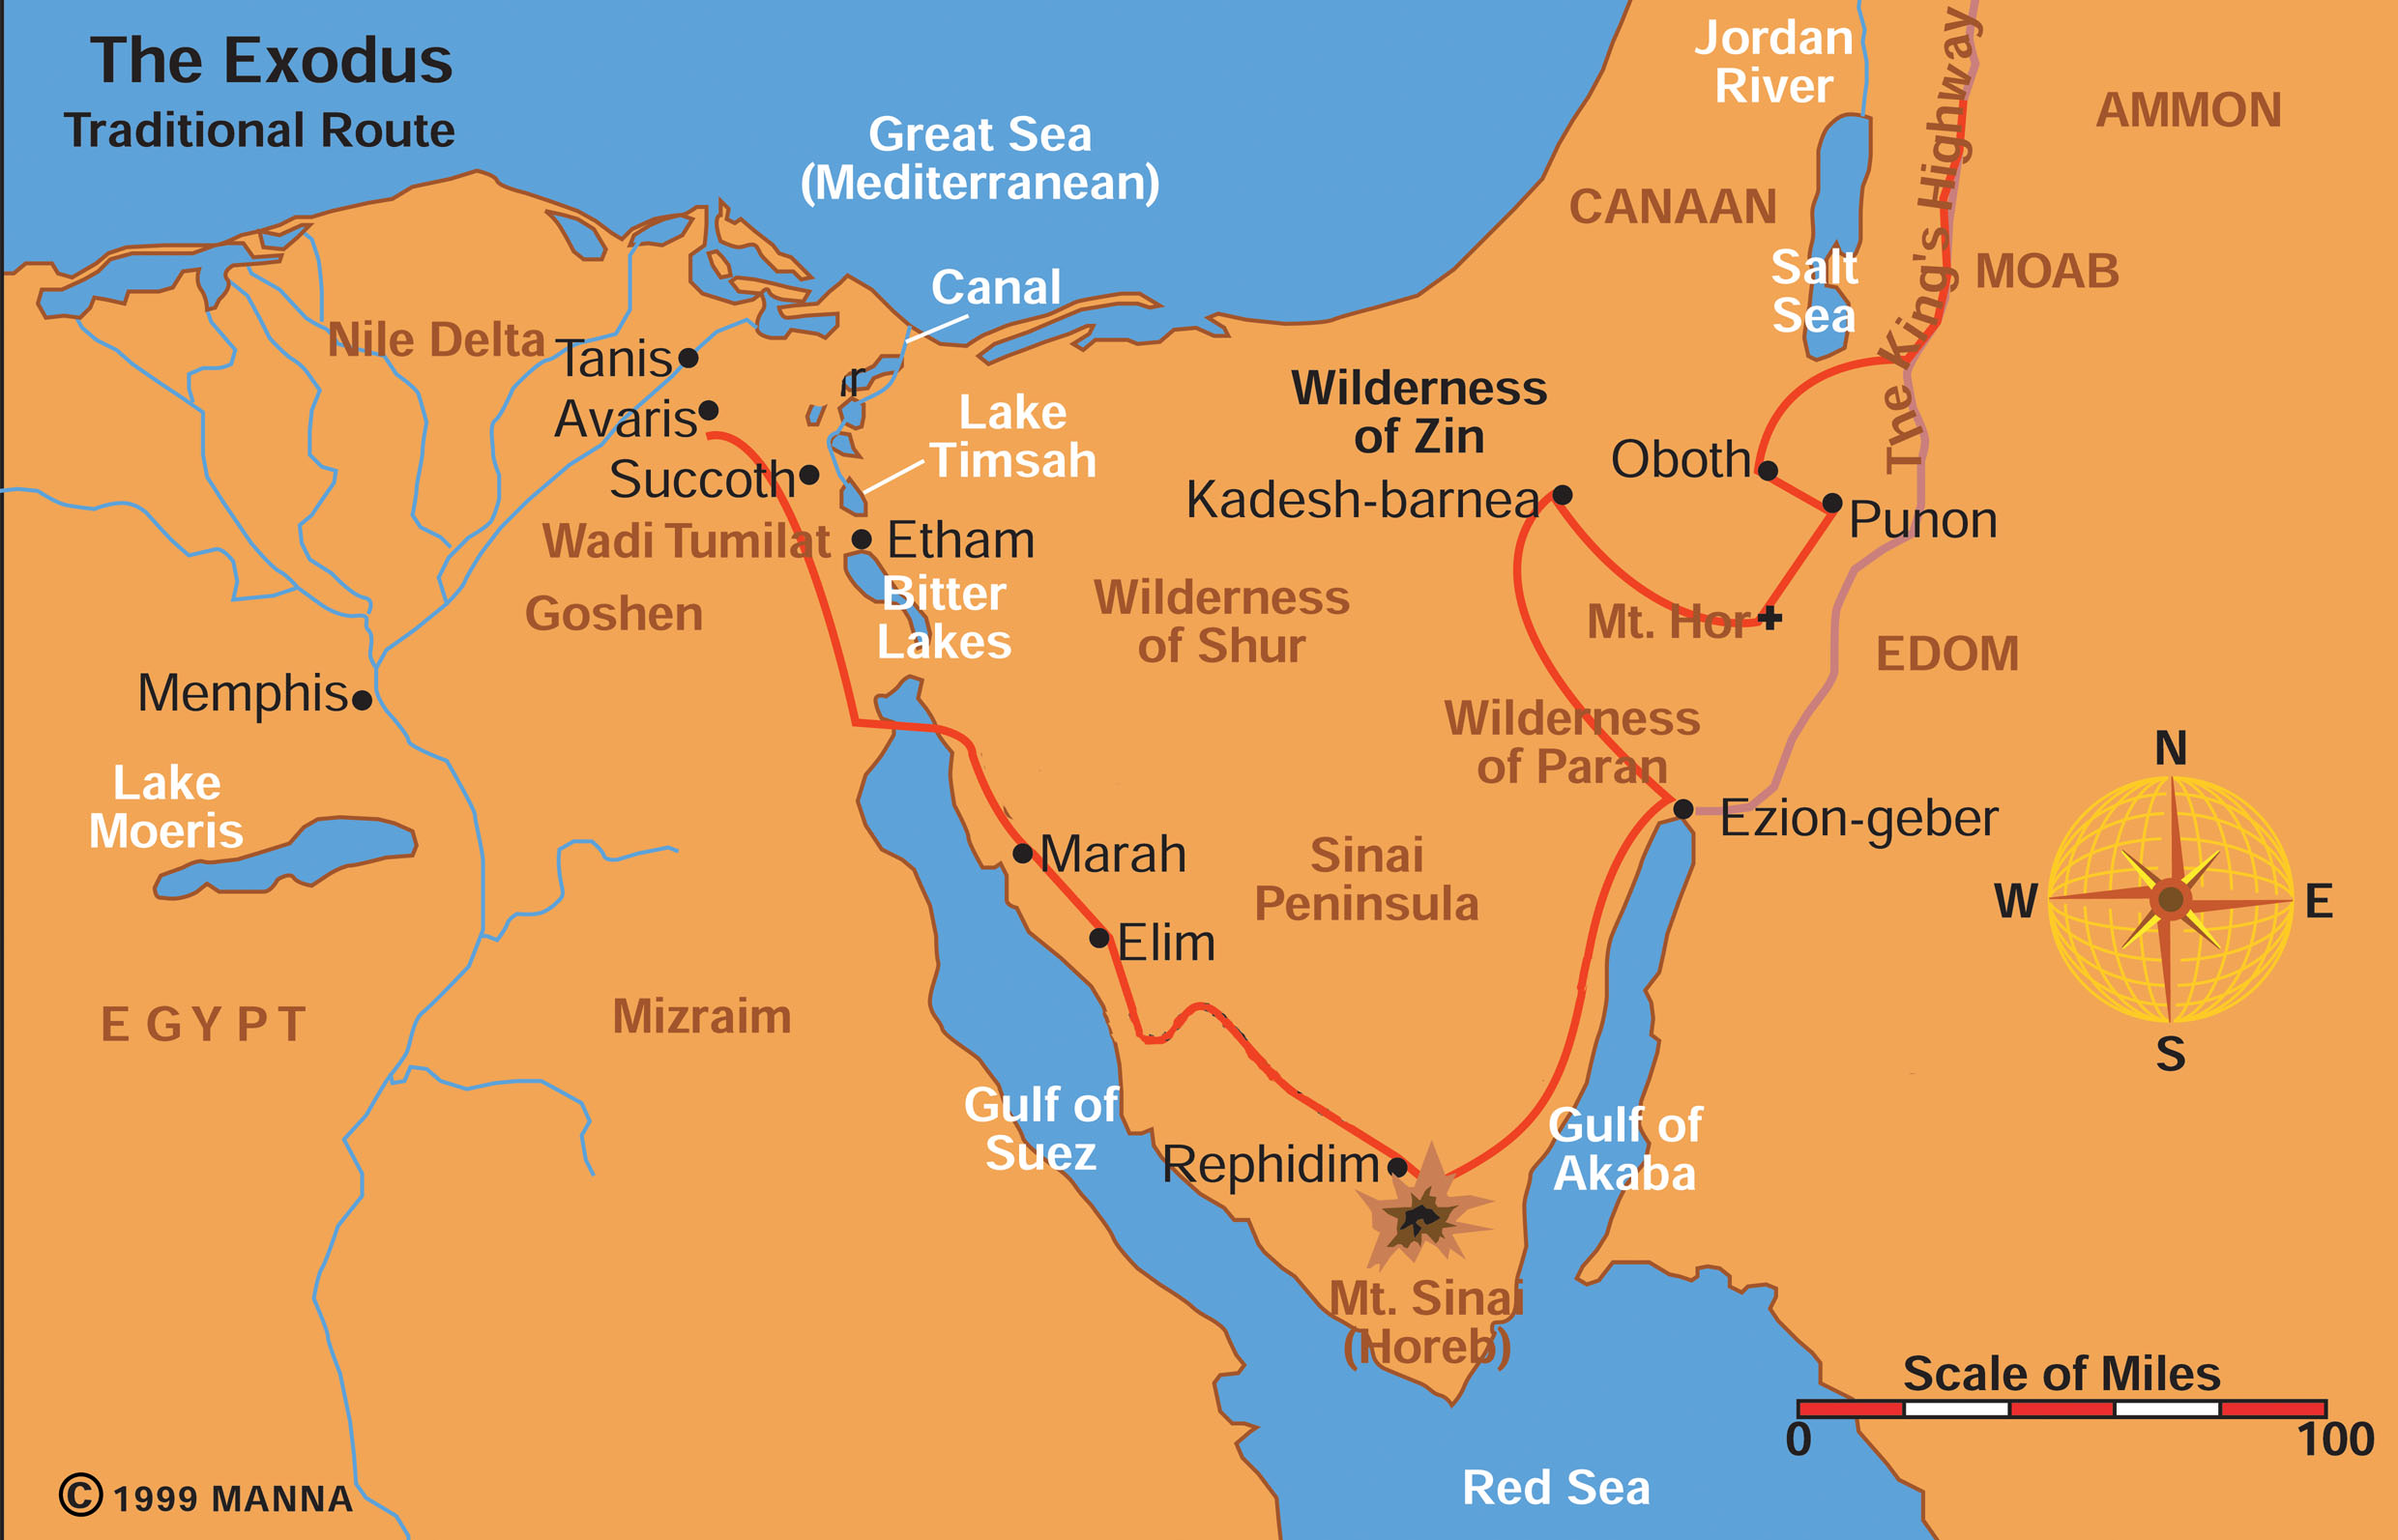 The Exodus
Traditional Route
Great Sea
(Mediterranean)
Jordan
River
The King's Highway
AMMON
CANAAN
MOAB
Salt
Sea
Canal
Nile Delta
Tanis
Avaris
Lake
Timsah
Succoth
Wilderness
of Zin
Kadesh-barnea
Oboth
Punon
Wadi Tumilat
Etham
Goshen
Bitter
Lakes
Wilderness
of Shur
Mt. Hor
EDOM
Memphis
Wilderness
of Paran
Lake
Moeris
Ezion-geber
Marah
Sinai
Peninsula
Elim
EGYPT
Mizraim
N
W
E
S
Gulf of
Suez
Rephidim
Gulf of
Akaba
Mt. Sinai
(Horeb)
Scale of Miles
0
100
Red Sea
© 1999 MANNA